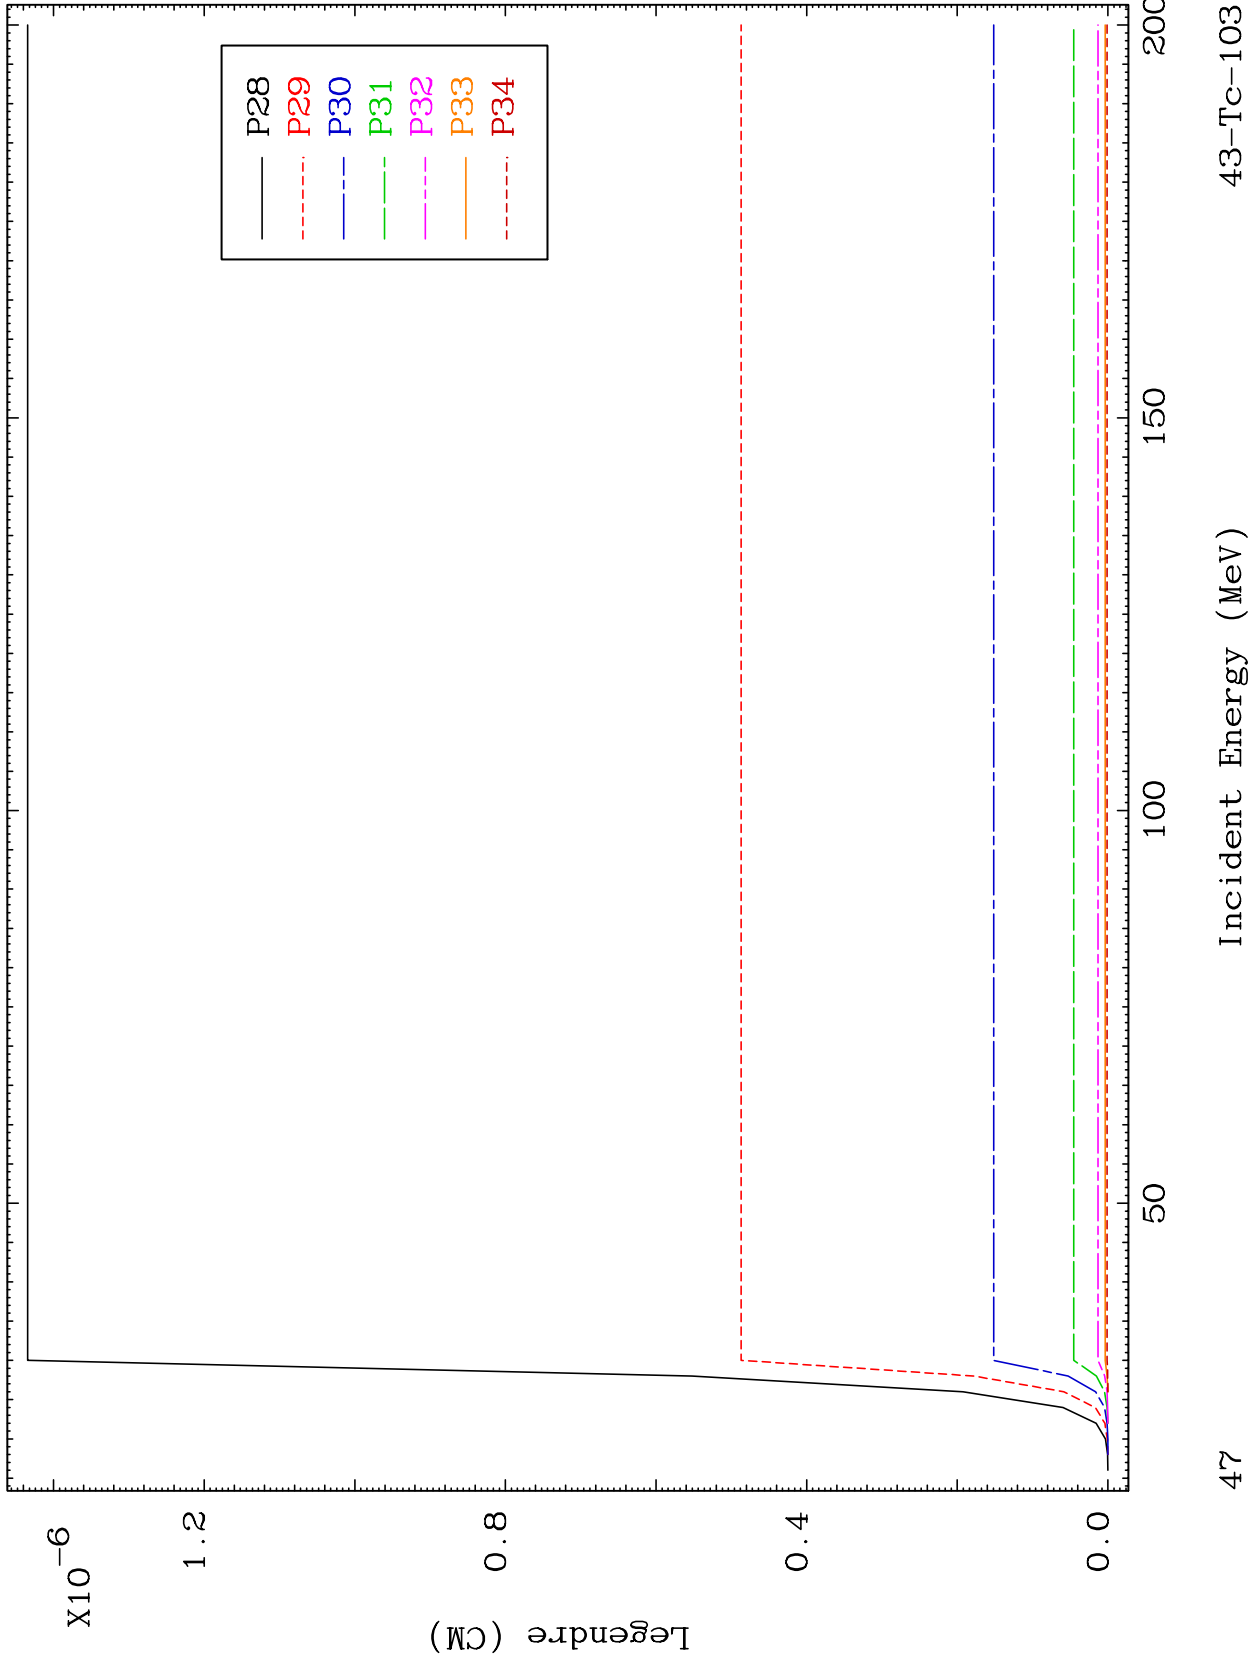 X10
-6
1.2
0.8
0.4
0.0
Legendre (CM)
P28
P29
P30
P31
P32
P33
P34
50
100
150
200
Incident Energy (MeV)
47
43-Tc-103